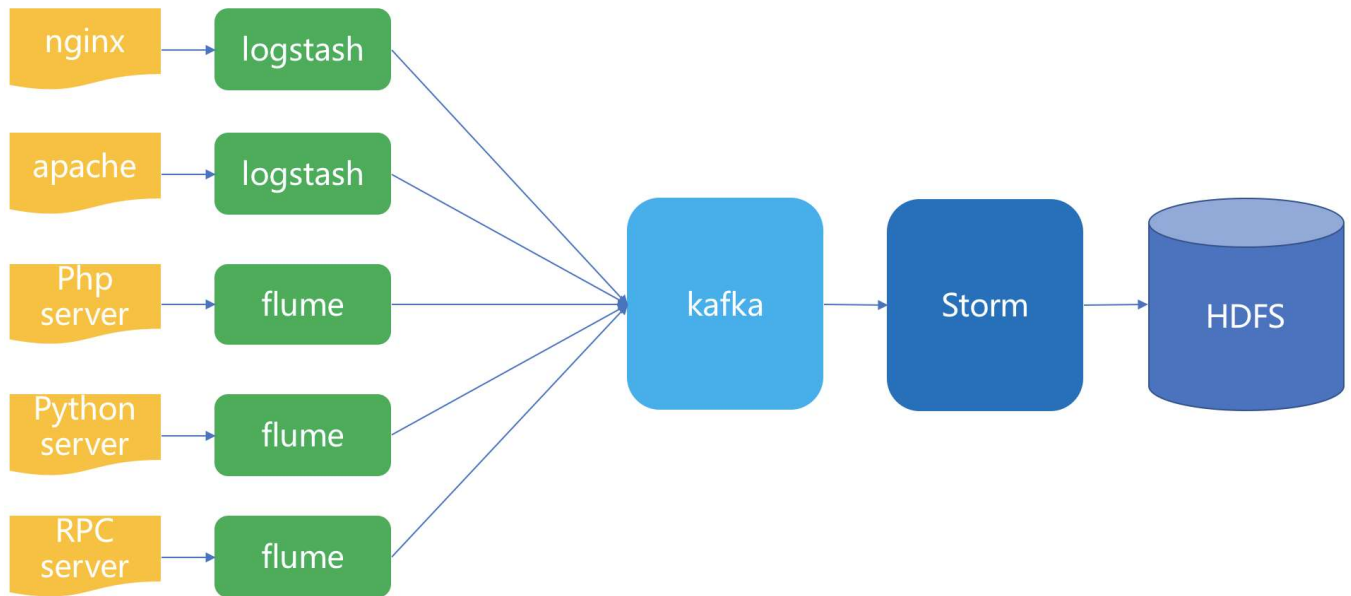 nginx
logstash
apache
logstash
Php
server
flume
kafka
Storm
HDFS
Python
server
flume
RPC
server
flume